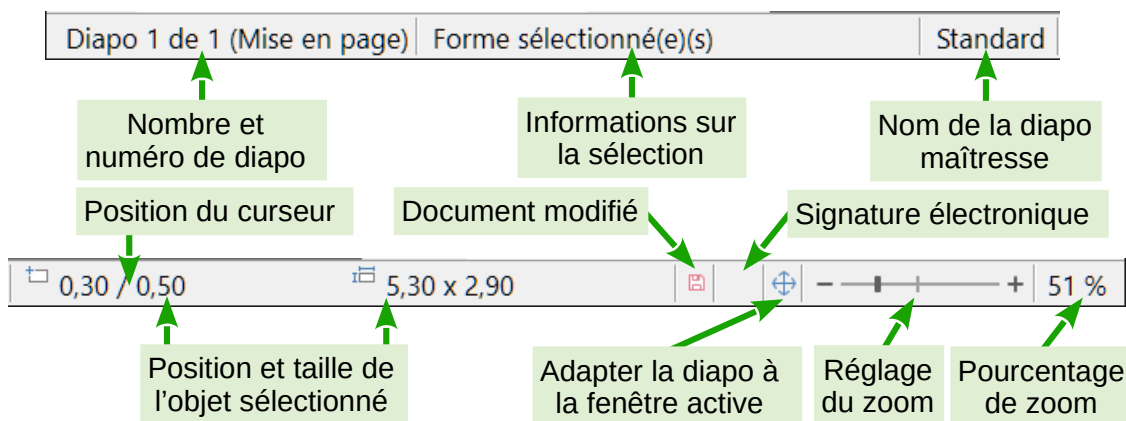 Diapo 1 de 1 (Mise en page) Forme sélectionné(e)(s) Standard
Nombre et
numéro de diapo
Informations sur
la sélection
Nom de la diapo
maîtresse
Position du curseur
Document modifié
Signature électronique
0,30 / 0,50 5,30 x 2,90 51 %
Position et taille de
l’objet sélectionné
Adapter la diapo à
la fenêtre active
Réglage
du zoom
Pourcentage
de zoom